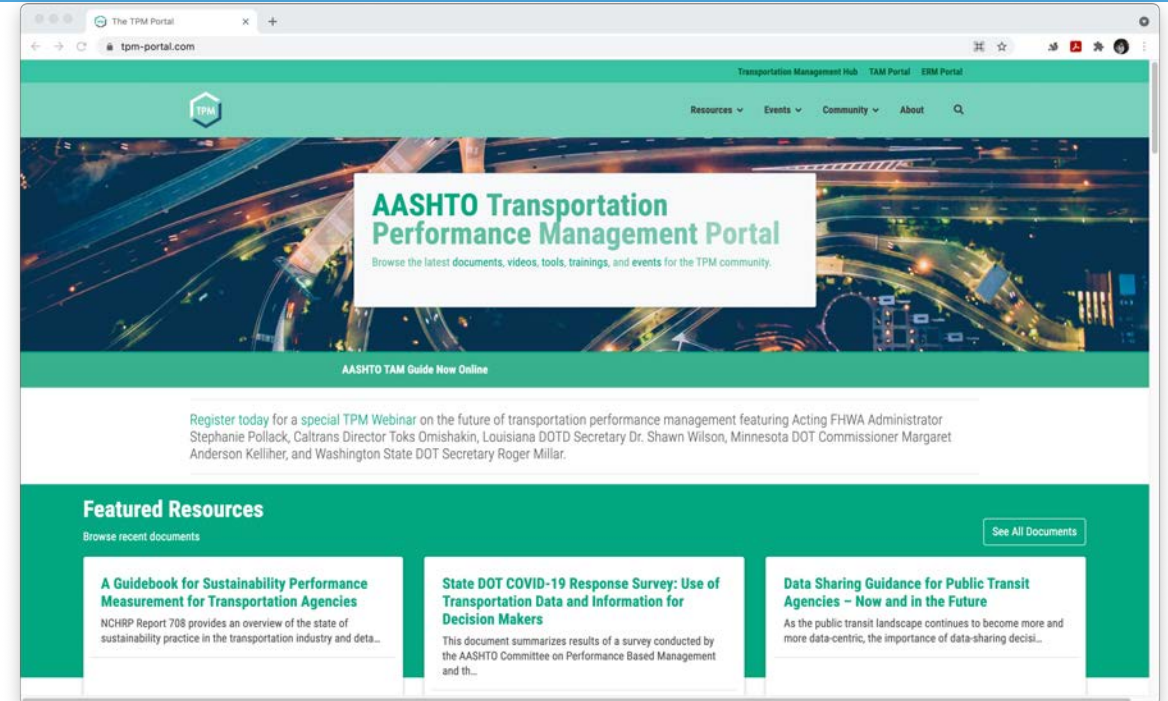 The TPM Portal
tpm-portal.com
Transportation Management Hub TAM Portal ERM Portal
TPM
Resources Events Community About
AASHTO Transportation
Performance Management Portal
Browse the latest documents, videos, tools, trainings, and events for the TPM community.
AASHTO TAM Guide Now Online
Register today for a special TPM Webinar on the future of transportation performance management featuring Acting FHWA Administrator
Stephanie Pollack, Caltrans Director Toks Omishakin, Louisiana DOTD Secretary Dr. Shawn Wilson, Minnesota DOT Commissioner Margaret
Anderson Kelliher, and Washington State DOT Secretary Roger Millar.
Featured Resources
Browse recent documents
See All Documents
A Guidebook for Sustainability Performance
Measurement for Transportation Agencies
NCHRP Report 708 provides an overview of the state of
sustainability practice in the transportation industry and deta...
State DOT COVID-19 Response Survey: Use of
Transportation Data and Information for
Decision Makers
This document summarizes results of a survey conducted by
the AASHTO Committee on Performance Based Management
and th...
Data Sharing Guidance for Public Transit
Agencies – Now and in the Future
As the public transit landscape continues to become more and
more data-centric, the importance of data-sharing decisi...